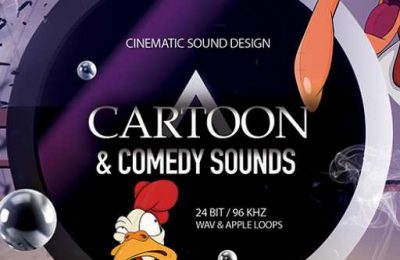 CINEMATIC SOUND DESIGN
CARTOON
& COMEDY SOUNDS
24 BIT / 96 KHZ
WAV & APPLE LOOPS